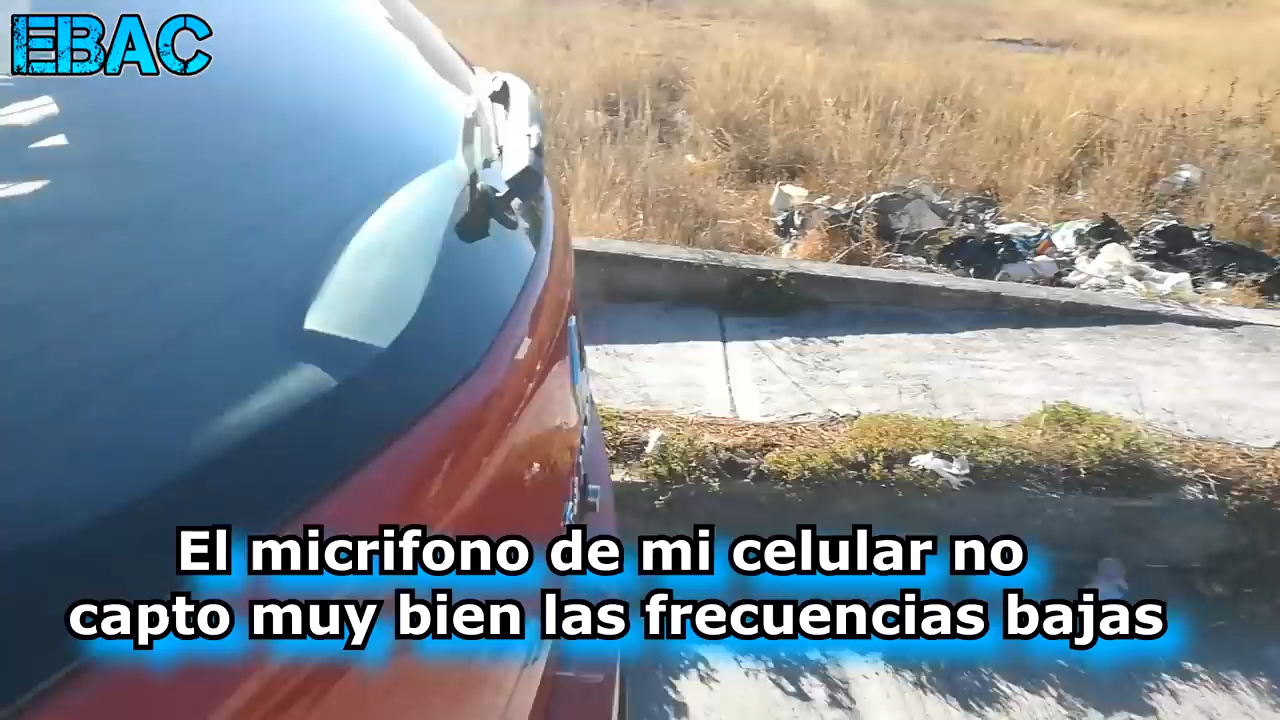 EBAC
El micrifono de mi celular no
capto muy bien las frecuencias bajas